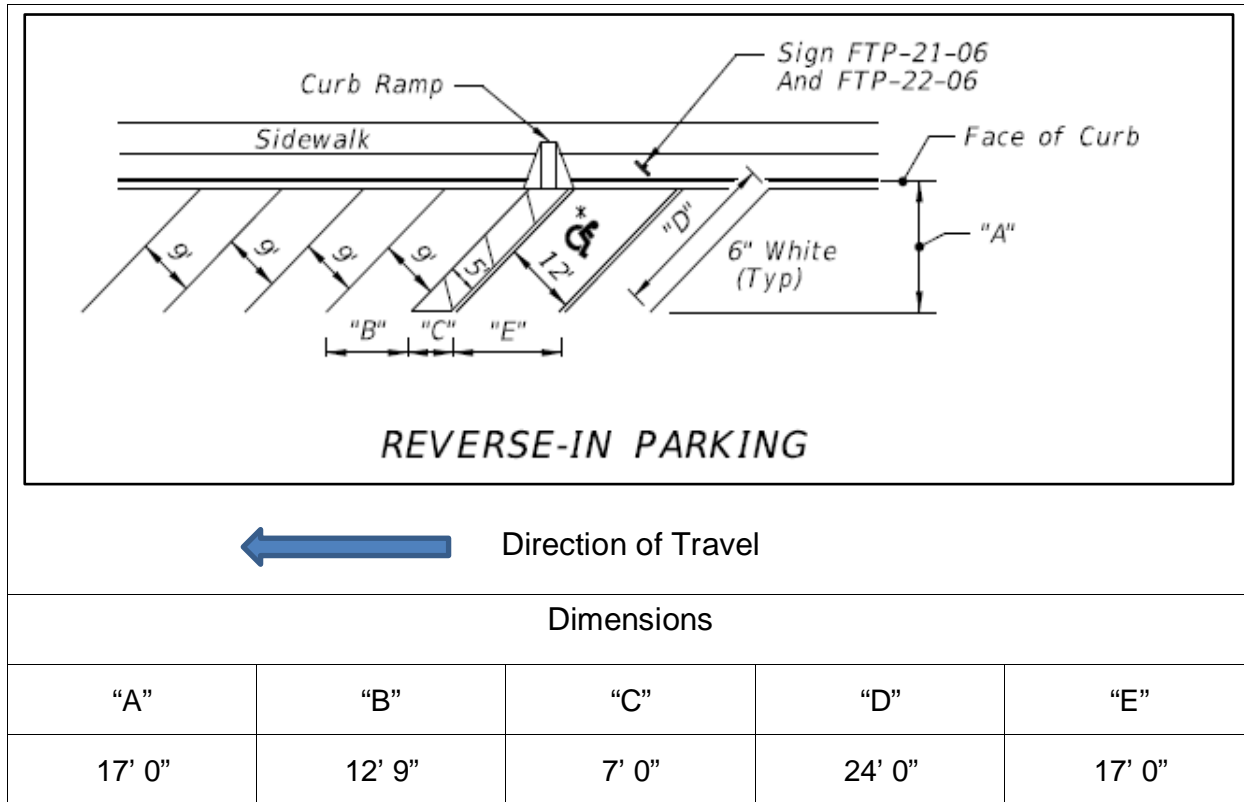 Sign FTP-21-06
And FTP-22-06
Curb Ramp
Sidewalk
Face of Curb
9'
9'
9'
9'
5'
12'
*
"D"
6" White
(Typ)
"A"
"B"
"C"
"E"
REVERSE-IN PARKING
Direction of Travel
Dimensions
“A” “B” “C” “D” “E”
17’ 0” 12’ 9” 7’ 0” 24’ 0” 17’ 0”